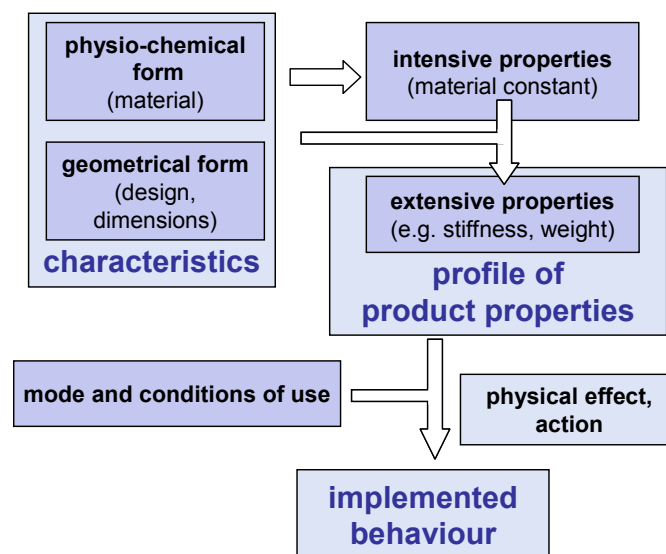 physio-chemical
form
(material)
intensive properties
(material constant)
geometrical form
(design,
dimensions)
characteristics
extensive properties
(e.g. stiffness, weight)
profile of
product properties
mode and conditions of use
physical effect,
action
implemented
behaviour